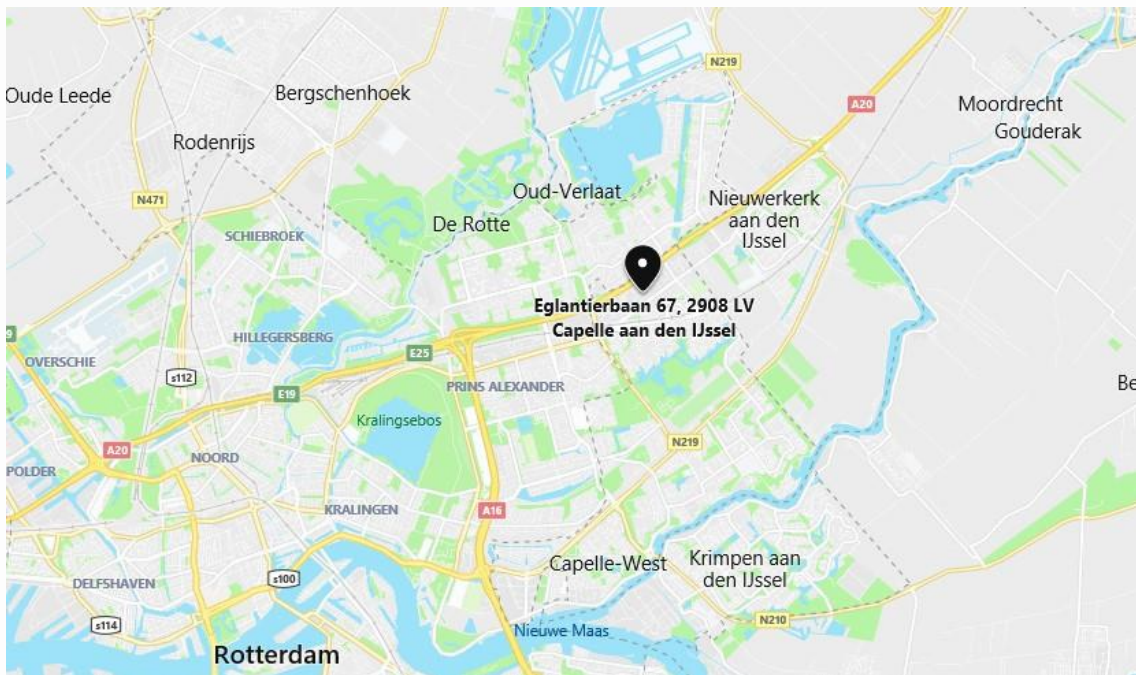 N219
A20
Oude Leede
Bergschenhoek
Moordrecht
Gouderak
Rodenrijs
N471
Oud-Verlaat
Nieuwerkerk
aan den
IJssel
De Rotte
SCHIEBROEK
Eglantierbaan 67, 2908 LV
Capelle aan den IJssel
HILLEGERSBERG
E25
OVERSCHIE
s112
PRINS ALEXANDER
E19
Kralingsebos
N219
A20
NOORD
POLDER
KRALINGEN
A16
Capelle-West
Krimpen aan
den IJssel
DELFSHAVEN
s100
s114
N210
Nieuwe Maas
Rotterdam